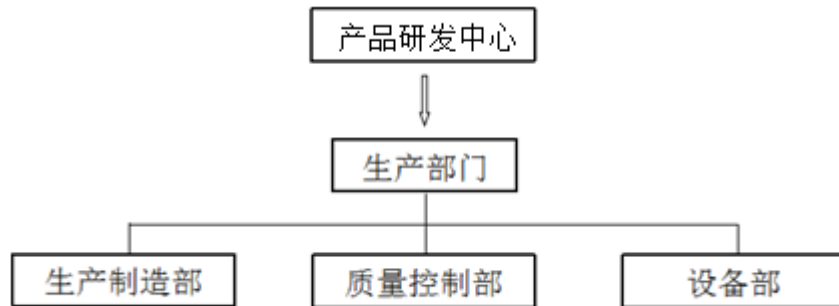 产品研发中心
生产部门
生产制造部
质量控制部
设备部